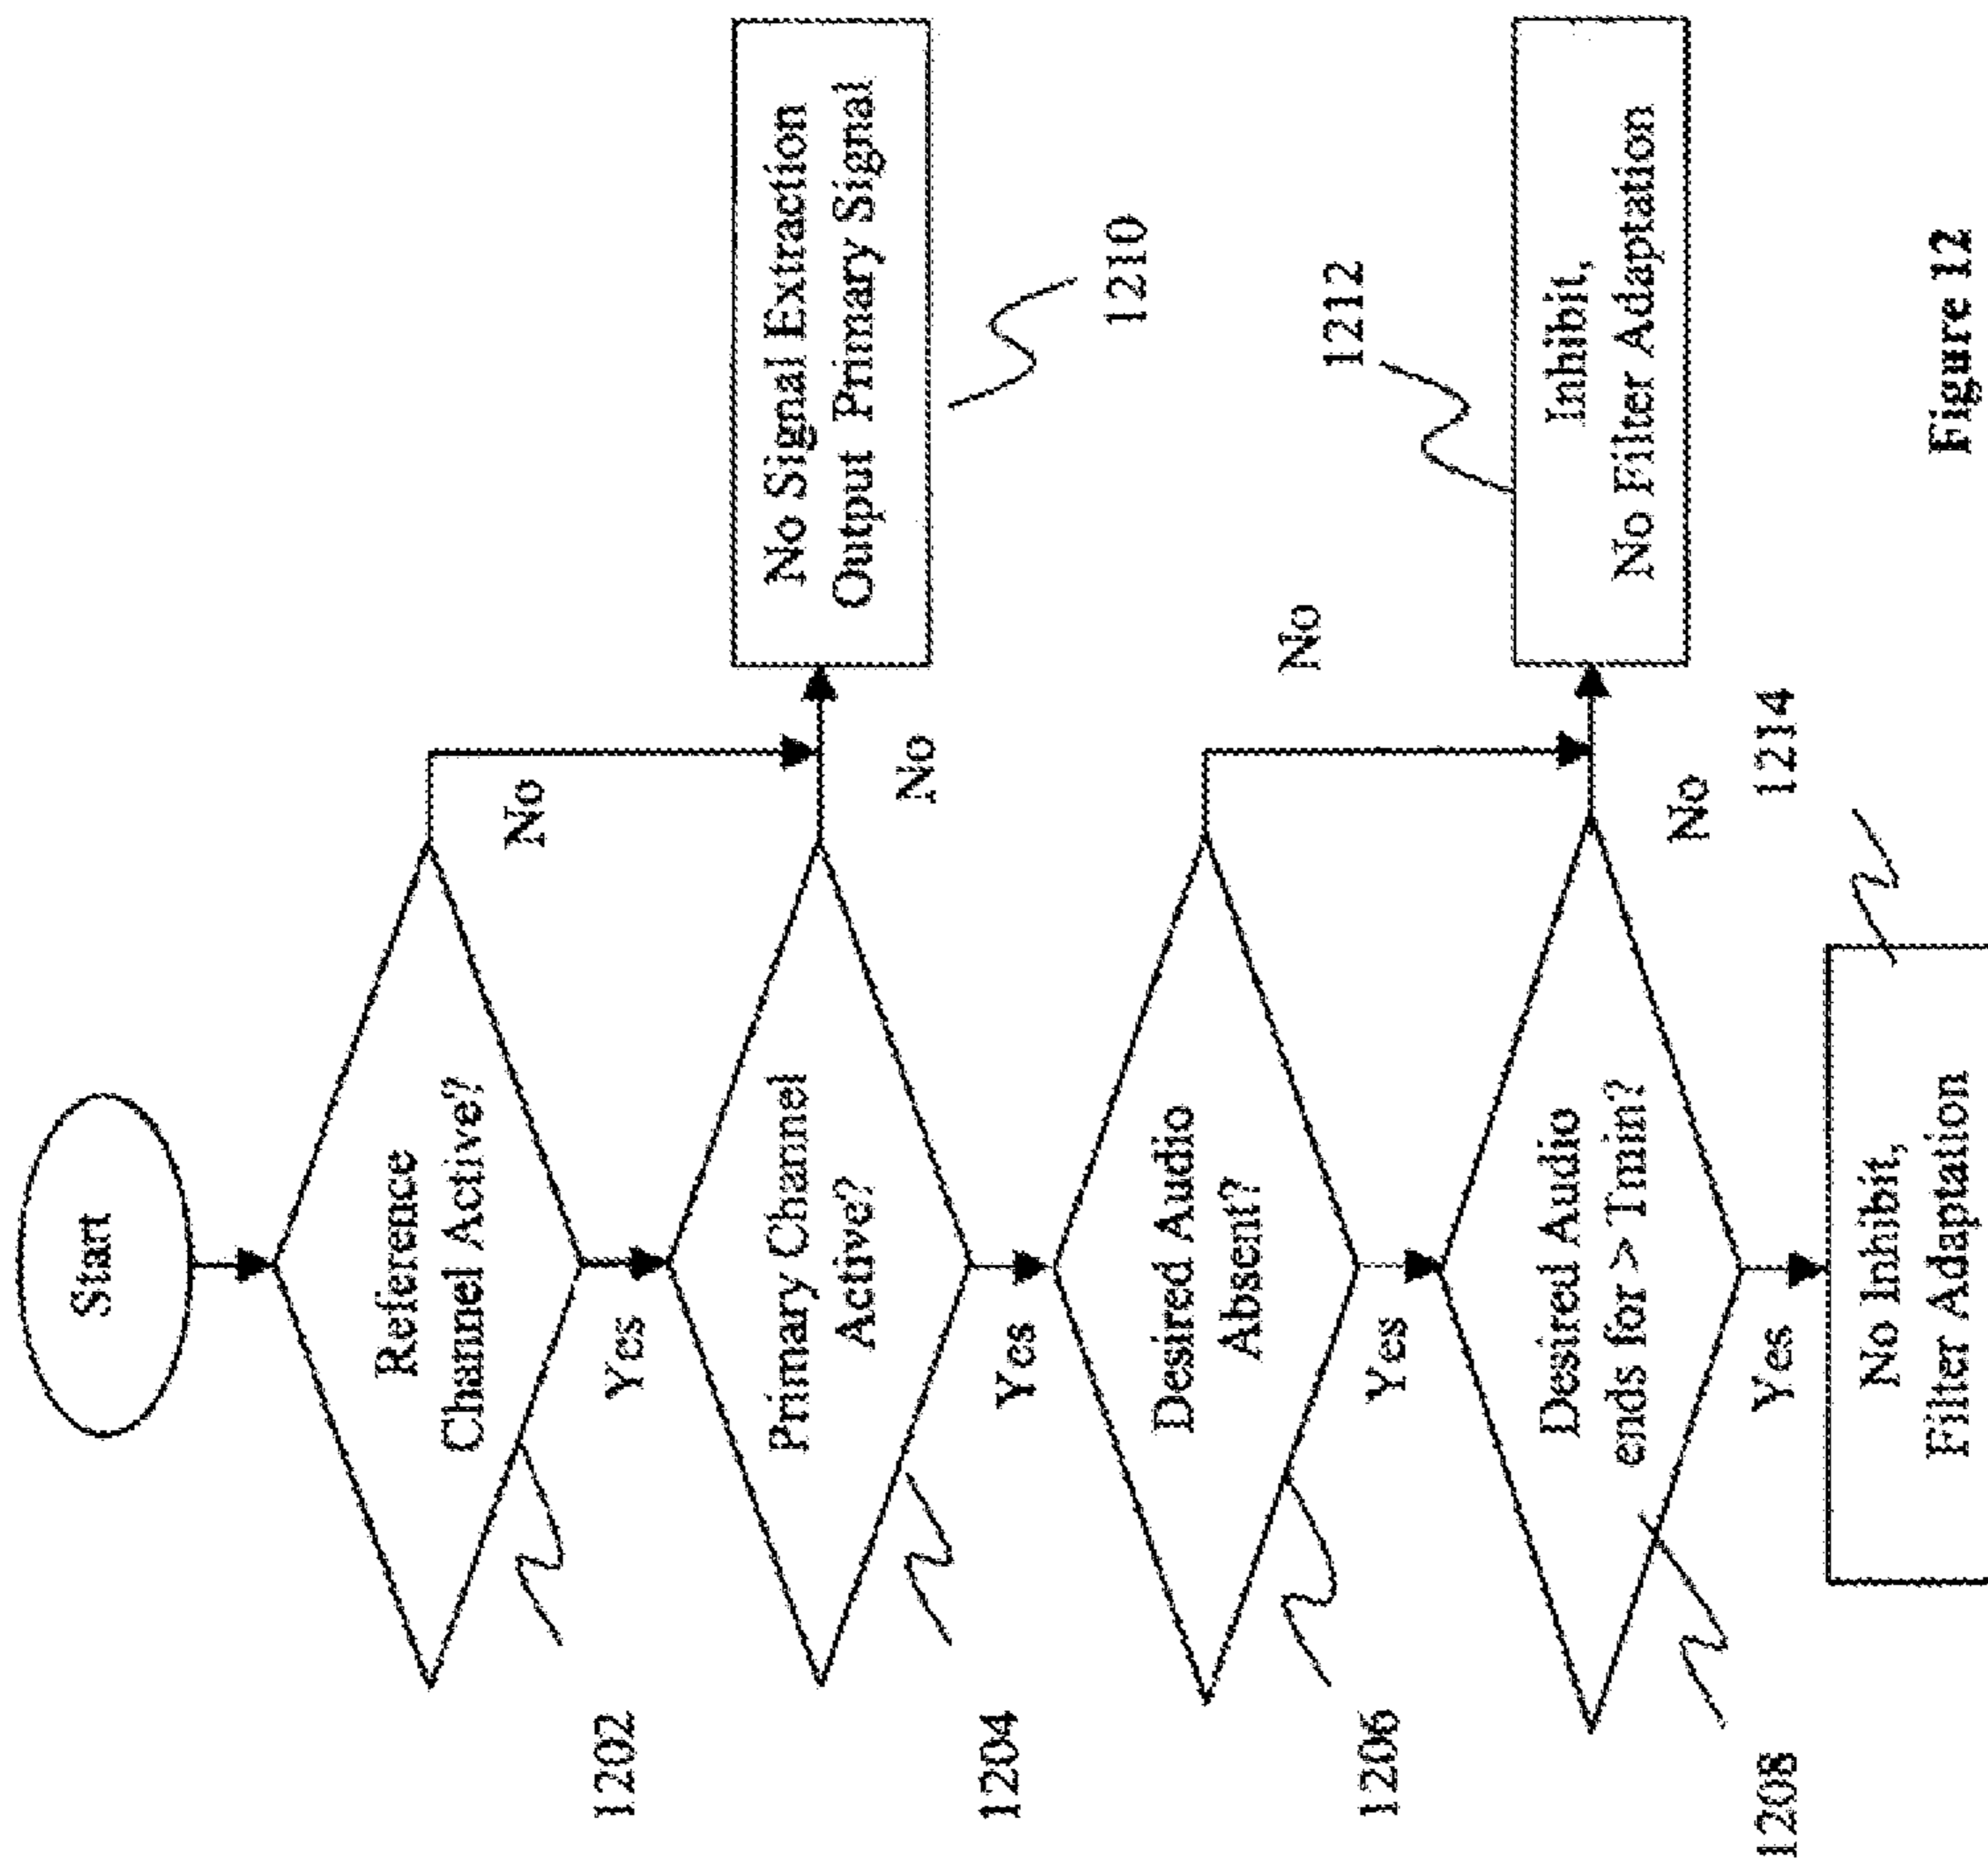 Start
Reference
Channel Active?
No
1202
Yes
Primary Channel
Active?
No
No Signal Extraction
Output Primary Signal
1210
1204
Yes
Desired Audio
Absent?
No
1206
Yes
Desired Audio
ends for > Tmin?
No
Inhibit,
No Filter Adaptation
1212
1208
Yes
No Inhibit,
Filter Adaptation
1214
Figure 12